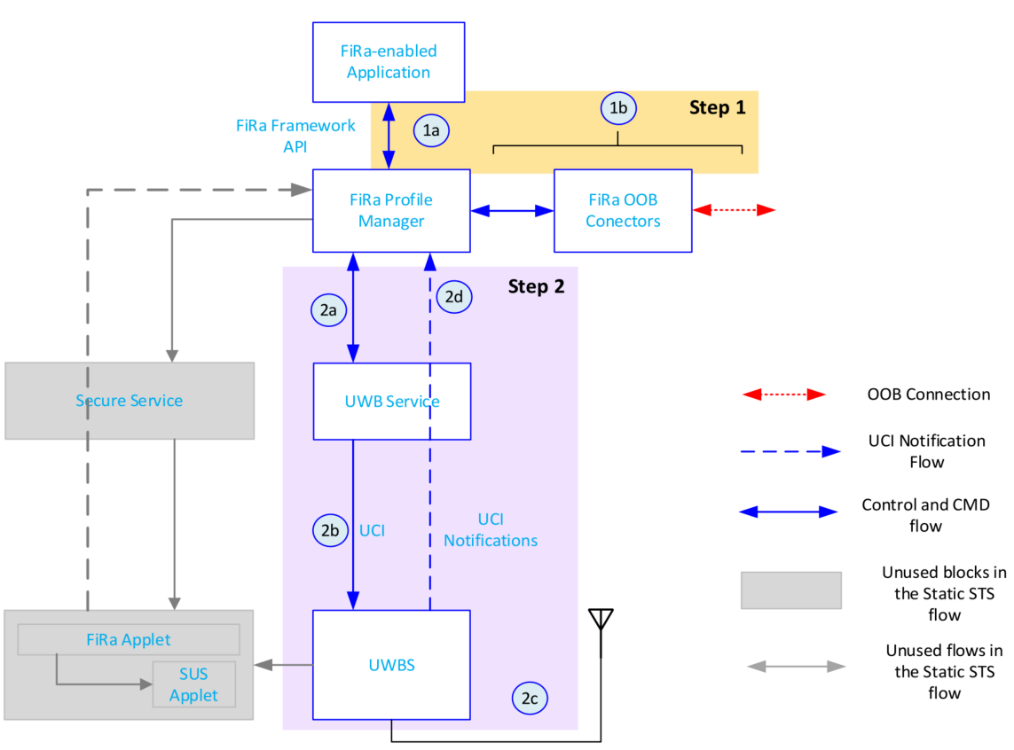 FiRa-enabled
Application
1b
Step 1
FiRa Framework
API
1a
FiRa Profile
Manager
FiRa OOB
Conectors
Step 2
2a
2d
Secure Service
UWB Service
OOB Connection
UCI Notification
Flow
Control and CMD
flow
2b
UCI
UCI
Notifications
Unused blocks in
the Static STS
flow
FiRa Applet
SUS
Applet
UWBS
2c
Unused flows in
the Static STS
flow